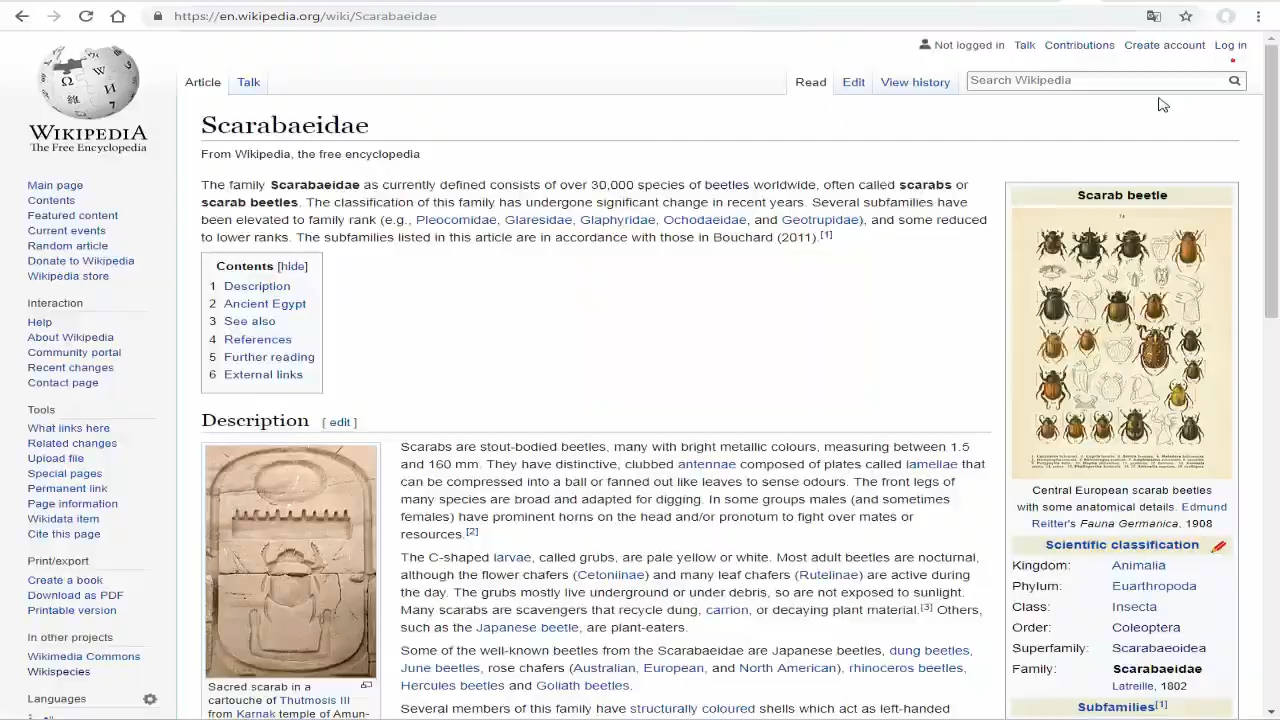 https://en.wikipedia.org/wiki/Scarabaeidae
Not logged in Talk Contributions Create account Log in
Article Talk Read Edit View history Search Wikipedia
WIKIPEDIA
The Free Encyclopedia
Main page
Contents
Featured content
Current events
Random article
Donate to Wikipedia
Wikipedia store
Interaction
Help
About Wikipedia
Community portal
Recent changes
Contact page
Tools
What links here
Related changes
Upload file
Special pages
Permanent link
Page information
Wikidata item
Cite this page
Print/export
Create a book
Download as PDF
Printable version
In other projects
Wikimedia Commons
Wikispecies
Languages
Scarabaeidae
From Wikipedia, the free encyclopedia
The family Scarabaeidae as currently defined consists of over 30,000 species of beetles worldwide, often called scarabs or
scarab beetles. The classification of this family has undergone significant change in recent years. Several subfamilies have
been elevated to family rank (e.g., Pleocomidae, Glaresidae, Glaphyridae, Ochodaeidae, and Geotrupidae), and some reduced
to lower ranks. The subfamilies listed in this article are in accordance with those in Bouchard (2011).[1]
Contents [hide]
1 Description
2 Ancient Egypt
3 See also
4 References
5 Further reading
6 External links
Description [ edit ]
Sacred scarab in a
cartouche of Thutmosis III
from Karnak temple of Amun-
Scarabs are stout-bodied beetles, many with bright metallic colours, measuring between 1.5
and 160 mm. They have distinctive, clubbed antennae composed of plates called lamellae that
can be compressed into a ball or fanned out like leaves to sense odours. The front legs of
many species are broad and adapted for digging. In some groups males (and sometimes
females) have prominent horns on the head and/or pronotum to fight over mates or
resources.[2]
The C-shaped larvae, called grubs, are pale yellow or white. Most adult beetles are nocturnal,
although the flower chafers (Cetoniinae) and many leaf chafers (Rutelinae) are active during
the day. The grubs mostly live underground or under debris, so are not exposed to sunlight.
Many scarabs are scavengers that recycle dung, carrion, or decaying plant material.[3] Others,
such as the Japanese beetle, are plant-eaters.
Some of the well-known beetles from the Scarabaeidae are Japanese beetles, dung beetles,
June beetles, rose chafers (Australian, European, and North American), rhinoceros beetles,
Hercules beetles and Goliath beetles.
Several members of this family have structurally coloured shells which act as left-handed
Scarab beetle
Central European scarab beetles
with some anatomical details. Edmund
Reitter's Fauna Germanica, 1908
Scientific classification
Kingdom: Animalia
Phylum: Euarthropoda
Class: Insecta
Order: Coleoptera
Superfamily: Scarabaeoidea
Family: Scarabaeidae
Latreille, 1802
Subfamilies[1]